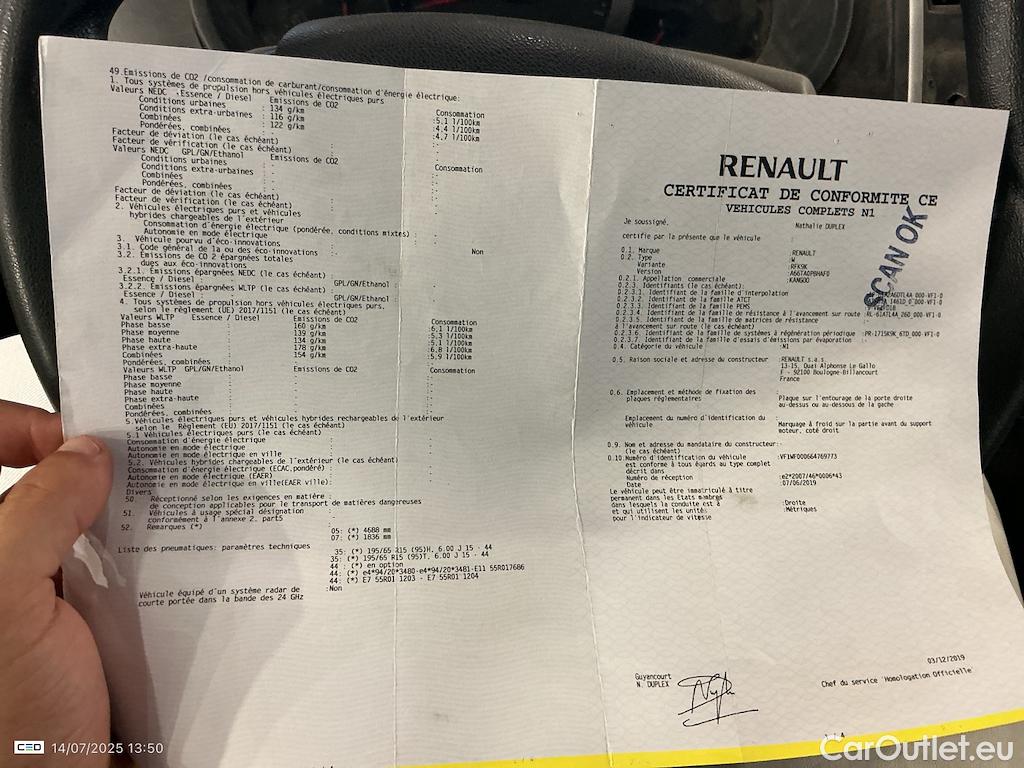 49.Emissions de CO2 /consommation de carburant/consommation d'énergie électrique:
1. Tous systèmes de propulsion hors véhicules électriques purs
Valeurs NEDC Essence / Diesel Emissions de CO2 Consommation
Conditions urbaines : 134 g/km :5.1 l/100km
Conditions extra-urbaines : 116 g/km :4.4 l/100km
Combinées : 122 g/km :4.7 l/100km
Pondérées, combinées : -
Facteur de déviation (le cas échéant)
Facteur de vérification (le cas échéant)
Valeurs NEDC GPL/GN/Ethanol Emissions de CO2 Consommation
Conditions urbaines
Conditions extra-urbaines
Combinées
Pondérées, combinées
Facteur de déviation (le cas échéant)
Facteur de vérification (le cas échéant)
2. Véhicules électriques purs et véhicules
hybrides chargeables de l'extérieur
Consommation d'énergie électrique (pondérée, conditions mixtes) :
Autonomie en mode électrique
3. Véhicule pourvu d'éco-innovations
3.1. Code général de la ou des éco-innovations :- Non
3.2. Emissions de CO 2 épargnées totales
dues aux éco-innovations
3.2.1. Emissions épargnées NEDC (le cas échéant)
Essence / Diesel : GPL/GN/Ethanol :
3.2.2. Emissions épargnées WLTP (le cas échéant)
Essence / Diesel : GPL/GN/Ethanol :
4. Tous systèmes de propulsion hors véhicules électriques purs,
selon le règlement (UE) 2017/1151 (le cas échéant)
Valeurs WLTP Essence / Diesel Emissions de CO2 Consommation
Phase basse 160 g/km :6,1 l/100km
Phase moyenne 139 g/km :5,3 l/100km
Phase haute 134 g/km :5,1 l/100km
Phase extra-haute 178 g/km :6,8 l/100km
Combinées 154 g/km :5,9 l/100km
Pondérées, combinées
Valeurs WLTP GPL/GN/Ethanol Emissions de CO2 Consommation
Phase basse
Phase moyenne
Phase haute
Phase extra-haute
Combinées
Pondérées, combinées
5.Véhicules électriques purs et véhicules hybrides rechargeables de l'extérieur
selon le Règlement (EU) 2017/1151 (le cas échéant)
5.1 Véhicules électriques purs (le cas échéant)
Consommation d'énergie électrique
Autonomie en mode électrique
Autonomie en mode électrique en ville
5.2. Véhicules hybrides chargeables de l'extérieur (le cas échéant)
Consommation d'énergie électrique (ECAC,pondéré)
Autonomie en mode électrique (EAER)
Autonomie en mode électrique en ville(EAER ville):
Divers
50. Réceptionné selon les exigences en matière :
de conception applicables pour le transport de matières dangereuses
51. Véhicules à usage spécial désignation :
conformément à l'annexe 2. part5
52. Remarques (*) 05: (*) 4688 mm
07: (*) 1836 mm
Liste des pneumatiques: paramètres techniques 35: (*) 195/65 R15 (95)H, 6.00 J 15 - 44
35: (*) 195/65 R15 (95)T, 6.00 J 15 - 44
44 : (*) en option
44: (*) e4*94/20*3480-e4*94/20*3481-E11 55R017686
44: (*) E7 55R01 1203 - E7 55R01 1204
Véhicule équipé d'un système radar de :Non
courte portée dans la bande des 24 GHz
RENAULT
CERTIFICAT DE CONFORMITE CE
VEHICULES COMPLETS N1
Je soussigné, Nathalie DUPLEX
certifie par la présente que le véhicule :
0.1. Marque :RENAULT
0.2. Type :W
Variante :RFK9K
Version :A66TA0PBHAF0
0.2.1. Appellation commerciale :KANGOO
0.2.3. Identifiants (le cas échéant):
0.2.3.1. Identifiant de la famille d'interpolation
0.2.3.2. Identifiant de la famille ATCT
0.2.3.3. Identifiant de la famille PEMS
0.2.3.4. Identifiant de la famille de résistance à l'avancement sur route
0.2.3.5. Identifiant de la famille de matrices de résistance :
à l'avancement sur route (le cas échéant)
0.2.3.6. Identifiant de la famille de systèmes à régénération périodique :PR-1715K9K_6TD_000-VF1-0
0.2.3.7. Identifiant de la famille d'essais d'émissions par évaporation :-
0.4. Catégorie du véhicule :N1
0.5. Raison sociale et adresse du constructeur :RENAULT s.a.s.
13-15, Quai Alphonse Le Gallo
F - 92100 Boulogne-Billancourt
France
0.6. Emplacement et méthode de fixation des
plaques réglementaires Plaque sur l'entourage de la porte droite
au-dessus ou au-dessous de la gache
Emplacement du numéro d'identification du
véhicule Marquage à froid sur la partie avant du support
moteur, coté droit
0.9. Nom et adresse du mandataire du constructeur:-
(le cas échéant)
0.10.Numéro d'identification du véhicule :VF1WF000664769773
est conforme à tous égards au type complet
décrit dans
Numéro de réception :e2*2007/46*0006*43
Date :07/06/2019
Le véhicule peut être immatriculé à titre
permanent dans les Etats membres
dans lesquels la conduite est à :Droite
et qui utilisent les unités :Métriques
pour l'indicateur de vitesse
SCAN OK
03/12/2019
Guyancourt
N. DUPLEX
Chef du service 'Homologation Officielle'
CEO 14/07/2025 13:50
CarOutlet.eu